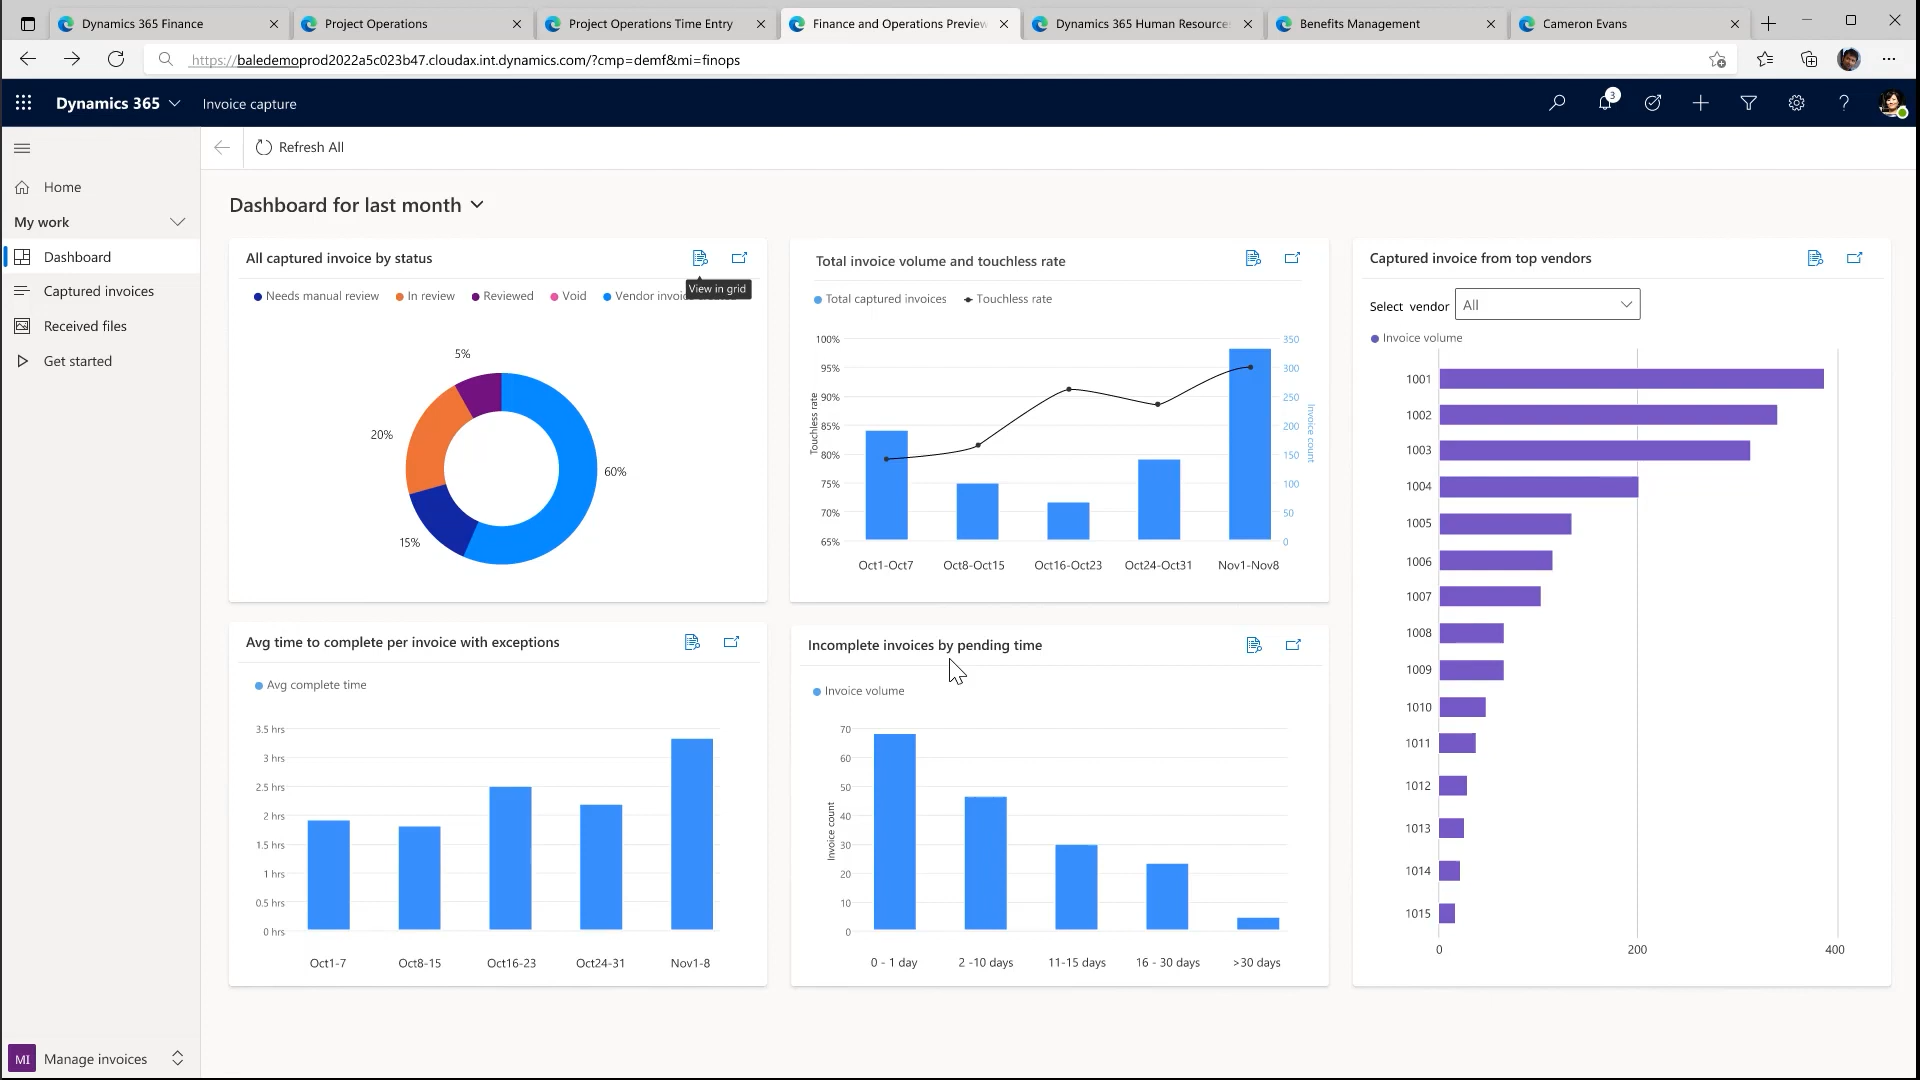 Dynamics 365 Finance
Project Operations
Project Operations Time Entry
Finance and Operations Preview
Dynamics 365 Human Resource
Benefits Management
Cameron Evans
https://baledemoprod2022a5c023b47.cloudax.int.dynamics.com/?cmp=demf&mi=finops
Dynamics 365
Invoice capture
3
Refresh All
Home
My work
Dashboard
Captured invoices
Received files
Get started
MI
Manage invoices
Dashboard for last month
All captured invoice by status
View in grid
Needs manual review
In review
Reviewed
Void
Vendor
5%
20%
60%
15%
Total invoice volume and touchless rate
Total captured invoices
Touchless rate
100%
95%
90%
85%
80%
75%
70%
65%
Touchless rate
350
300
250
200
150
100
50
0
Invoice count
Oct1-Oct7
Oct8-Oct15
Oct16-Oct23
Oct24-Oct31
Nov1-Nov8
Captured invoice from top vendors
Select vendor
All
Invoice volume
1001
1002
1003
1004
1005
1006
1007
1008
1009
1010
1011
1012
1013
1014
1015
0
200
400
Avg time to complete per invoice with exceptions
Avg complete time
3.5 hrs
3 hrs
2.5 hrs
2 hrs
1.5 hrs
1 hrs
0.5 hrs
0 hrs
Oct1-7
Oct8-15
Oct16-23
Oct24-31
Nov1-8
Incomplete invoices by pending time
Invoice volume
70
60
50
40
30
20
10
0
Invoice count
0 - 1 day
2 -10 days
11-15 days
16 - 30 days
>30 days